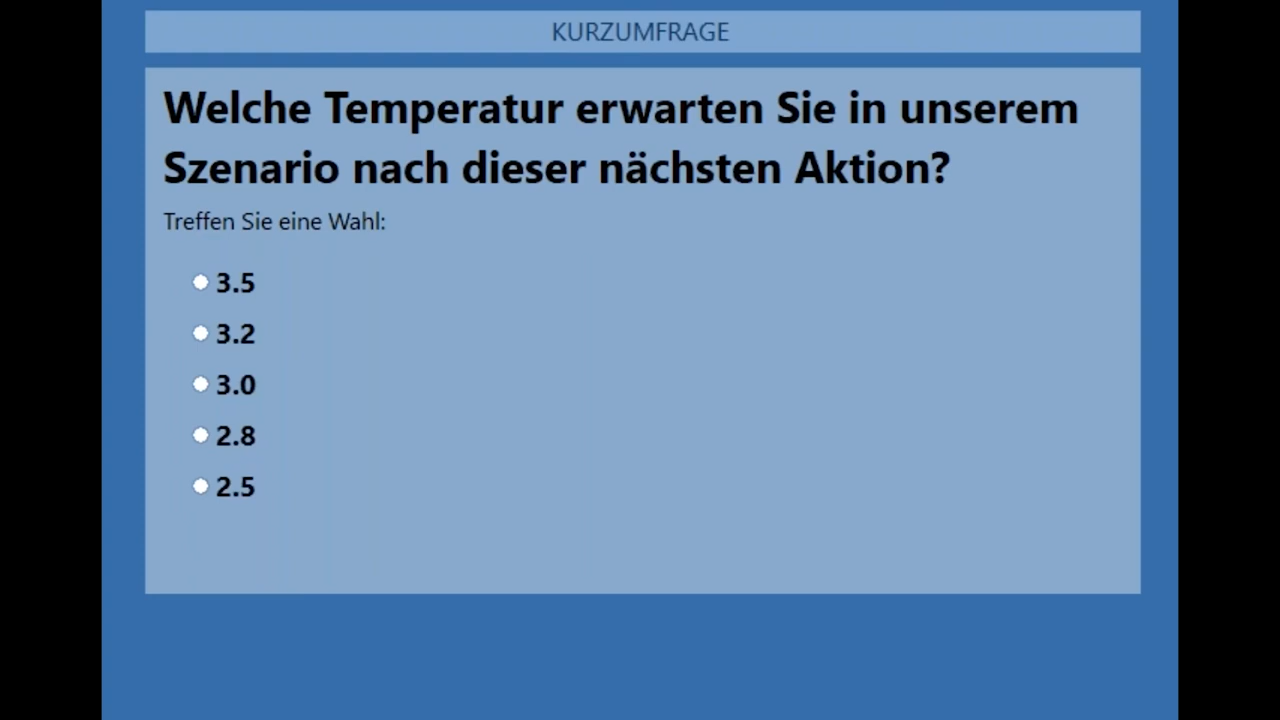 KURZUMFRAGE
Welche Temperatur erwarten Sie in unserem
Szenario nach dieser nächsten Aktion?
Treffen Sie eine Wahl:
3.5
3.2
3.0
2.8
2.5